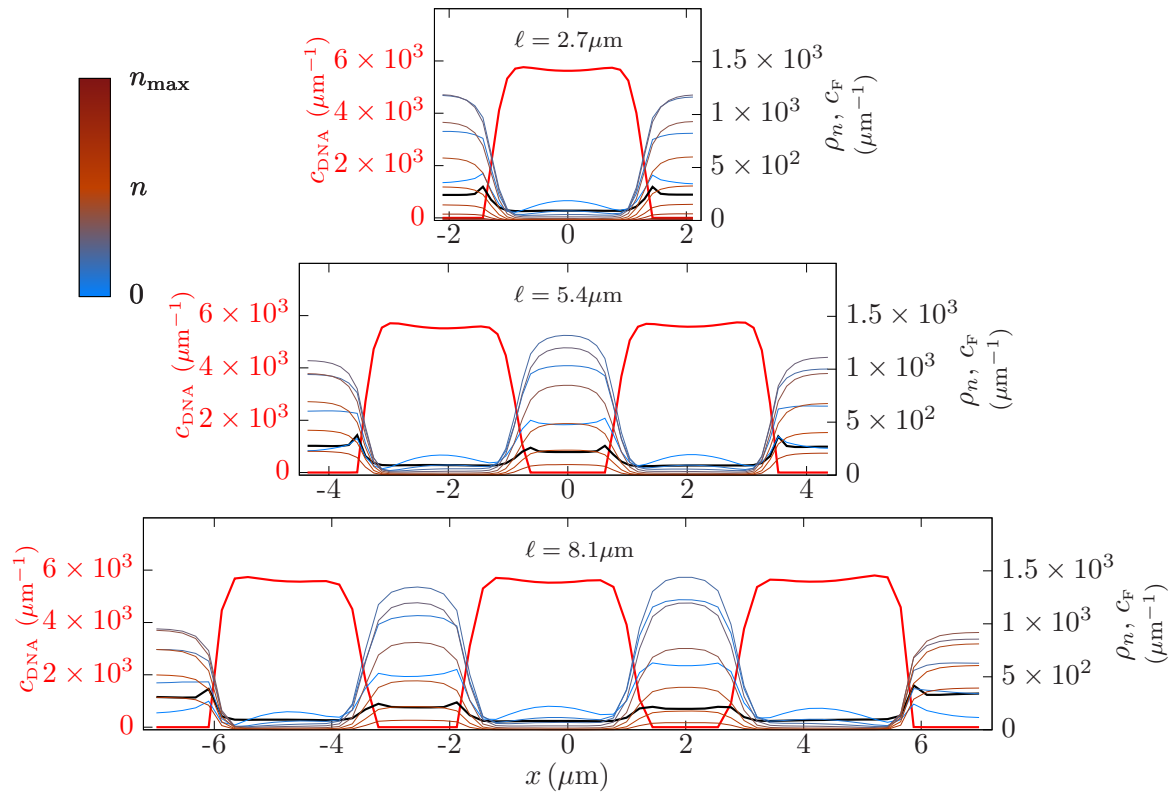 n_max
n
0
ℓ = 2.7μm
c_DNA (μm⁻¹)
6 × 10³
4 × 10³
2 × 10³
0
1.5 × 10³
1 × 10³
5 × 10²
0
ρ_n, c_F
(μm⁻¹)
-2 0 2
ℓ = 5.4μm
c_DNA (μm⁻¹)
6 × 10³
4 × 10³
2 × 10³
0
1.5 × 10³
1 × 10³
5 × 10²
0
ρ_n, c_F
(μm⁻¹)
-4 -2 0 2 4
ℓ = 8.1μm
c_DNA (μm⁻¹)
6 × 10³
4 × 10³
2 × 10³
0
1.5 × 10³
1 × 10³
5 × 10²
0
ρ_n, c_F
(μm⁻¹)
-6 -4 -2 0 2 4 6
x (μm)